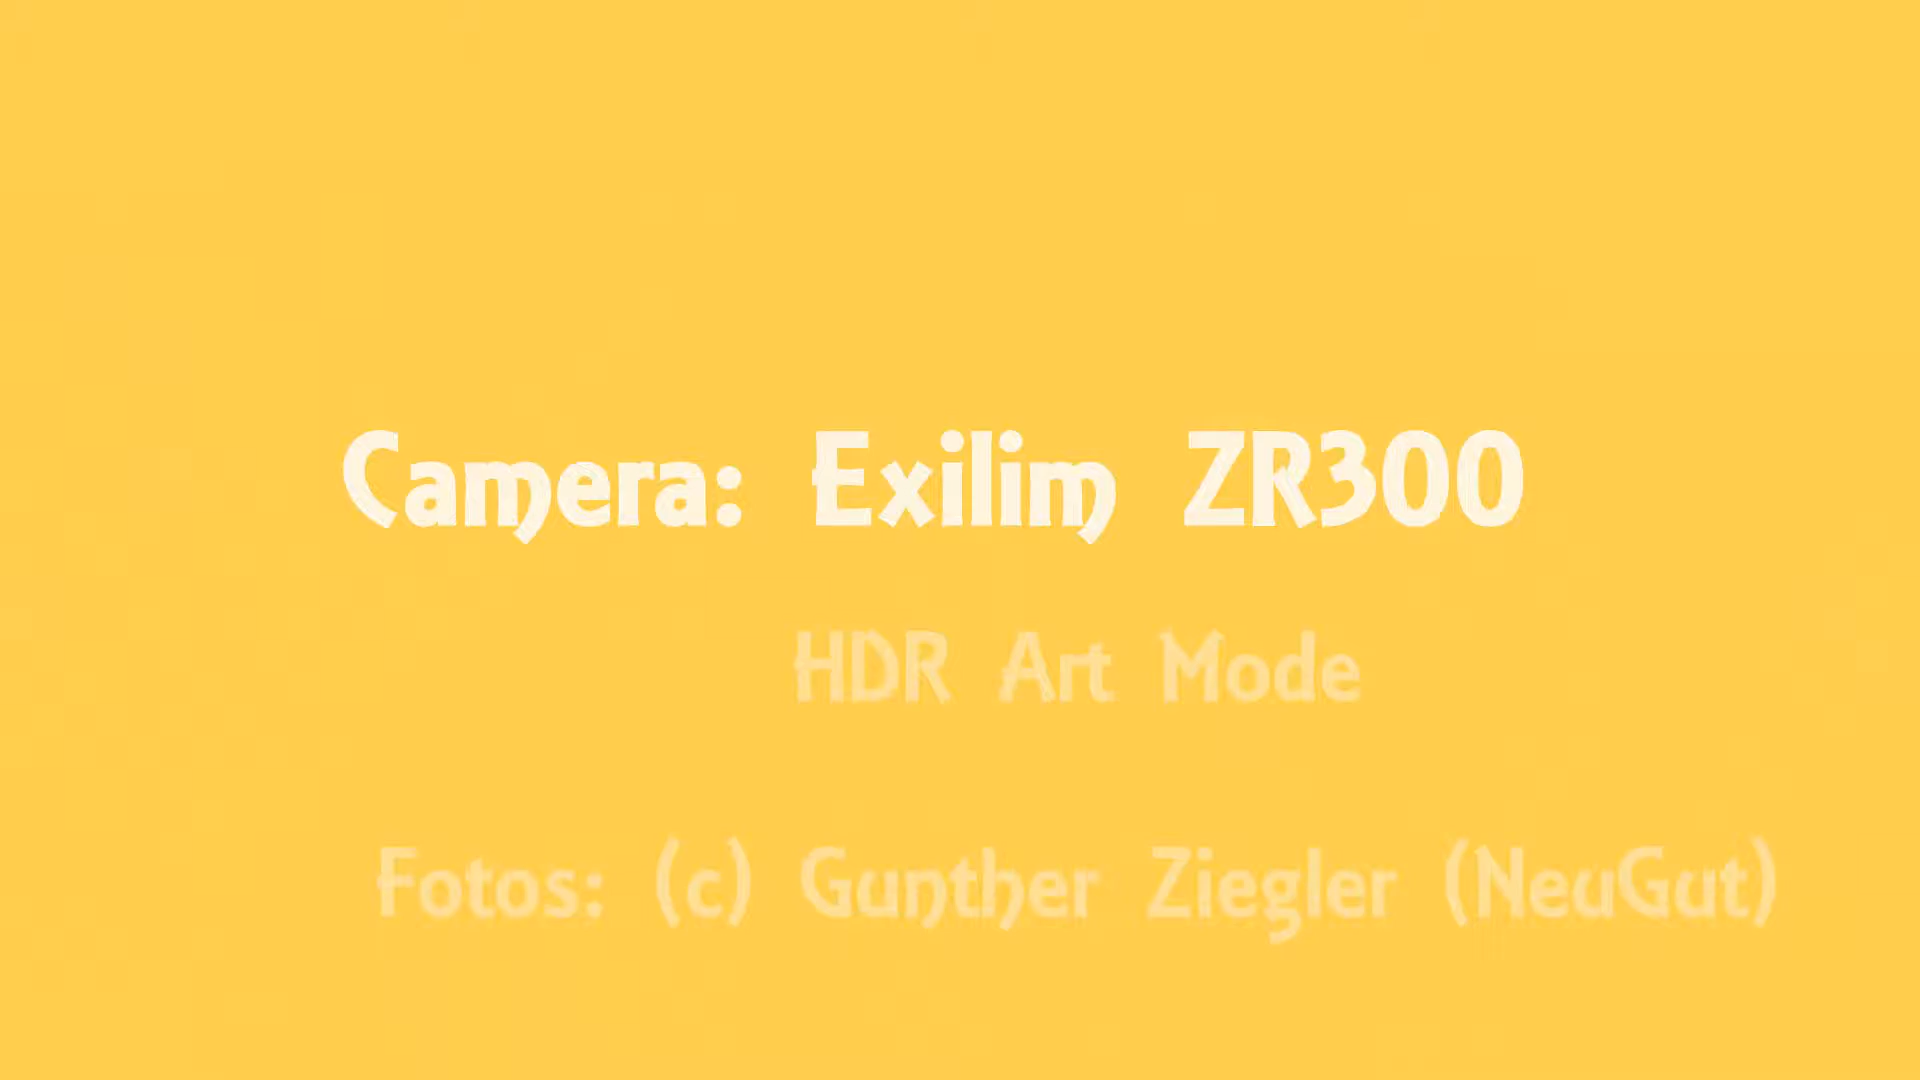 Camera: Exilim ZR300
HDR Art Mode
Fotos: (c) Gunther Ziegler (NeuGut)